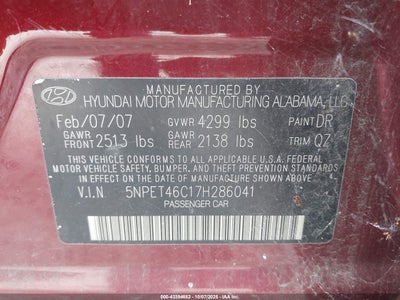 MANUFACTURED BY
HYUNDAI MOTOR MANUFACTURING ALABAMA, LLC
Feb/07/07 GVWR 4299 lbs PAINT DR
GAWR FRONT 2513 lbs GAWR REAR 2138 lbs TRIM QZ
THIS VEHICLE CONFORMS TO ALL APPLICABLE U.S.A. FEDERAL
MOTOR VEHICLE SAFETY, BUMPER, AND THEFT PREVENTION
STANDARDS IN EFFECT ON THE DATE OF MANUFACTURE SHOWN ABOVE.
V.I.N. 5NPET46C17H286041
PASSENGER CAR
000-43394682 - 10/07/2025 - IAA Inc.